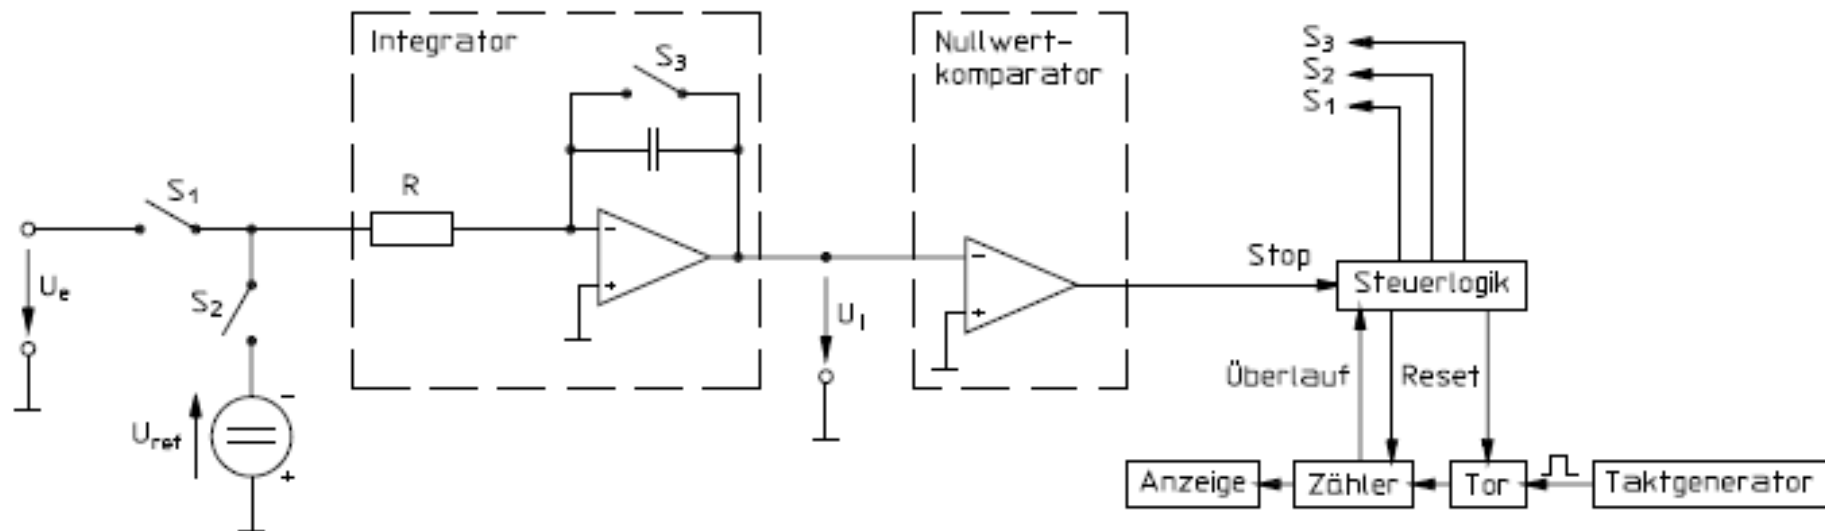 Integrator
Nullwert-
komparator
S3
S2
S1
S3
S1
R
-
+
-
+
Stop
Steuerlogik
Ue
S2
UI
Überlauf
Reset
Uref
-
+
Anzeige
Zähler
Tor
Taktgenerator